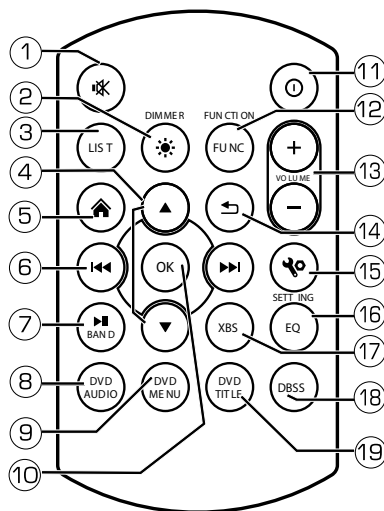 1
11
2
DIMMER
FUNCTION
12
3
LIST
FUNC
+
VOLUME
13
−
4
5
14
6
OK
15
SETTING
7
BAND
XBS
EQ
16
17
8
DVD
AUDIO
DVD
MENU
DVD
TITLE
DBSS
18
9
10
19